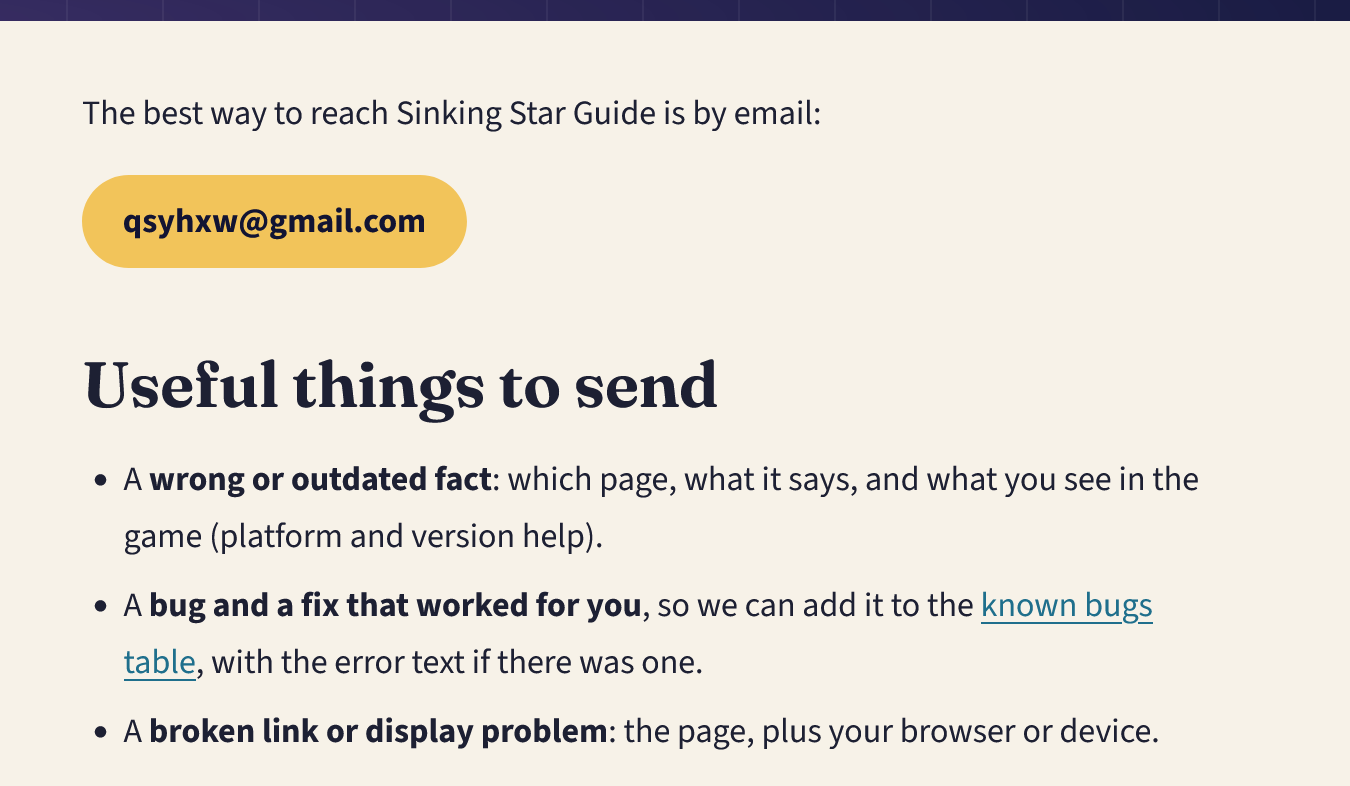 The best way to reach Sinking Star Guide is by email:
qsyhxw@gmail.com
Useful things to send
• A wrong or outdated fact: which page, what it says, and what you see in the
game (platform and version help).
• A bug and a fix that worked for you, so we can add it to the known bugs
table, with the error text if there was one.
• A broken link or display problem: the page, plus your browser or device.